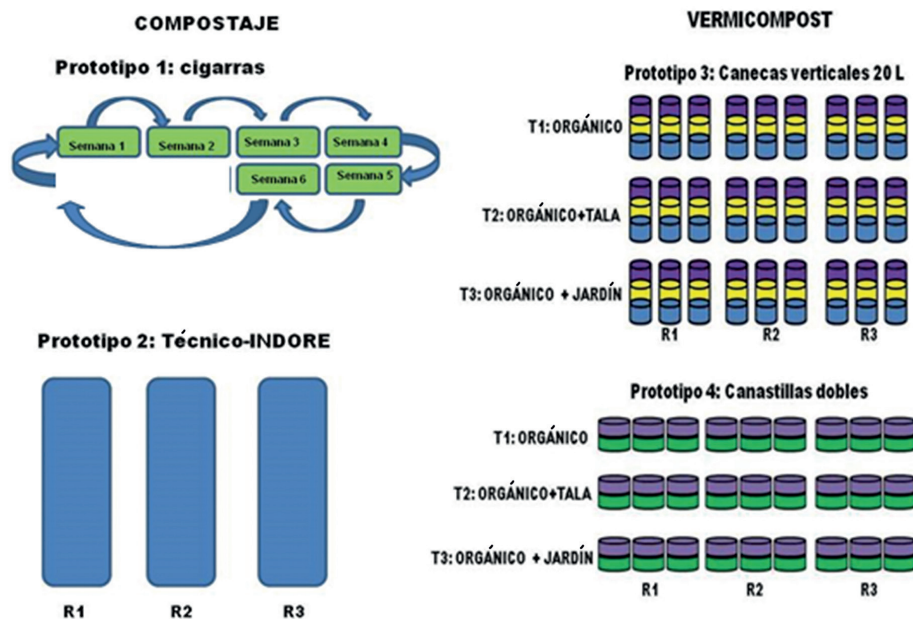 COMPOSTAJE
Prototipo 1: cigarras
Semana 1
Semana 2
Semana 3
Semana 4
Semana 6
Semana 5
Prototipo 2: Técnico-INDORE
R1
R2
R3
VERMICOMPOST
Prototipo 3: Canecas verticales 20 L
T1: ORGÁNICO
T2: ORGÁNICO+TALA
T3: ORGÁNICO + JARDÍN
R1
R2
R3
Prototipo 4: Canastillas dobles
T1: ORGÁNICO
T2: ORGÁNICO+TALA
T3: ORGÁNICO + JARDÍN
R1
R2
R3